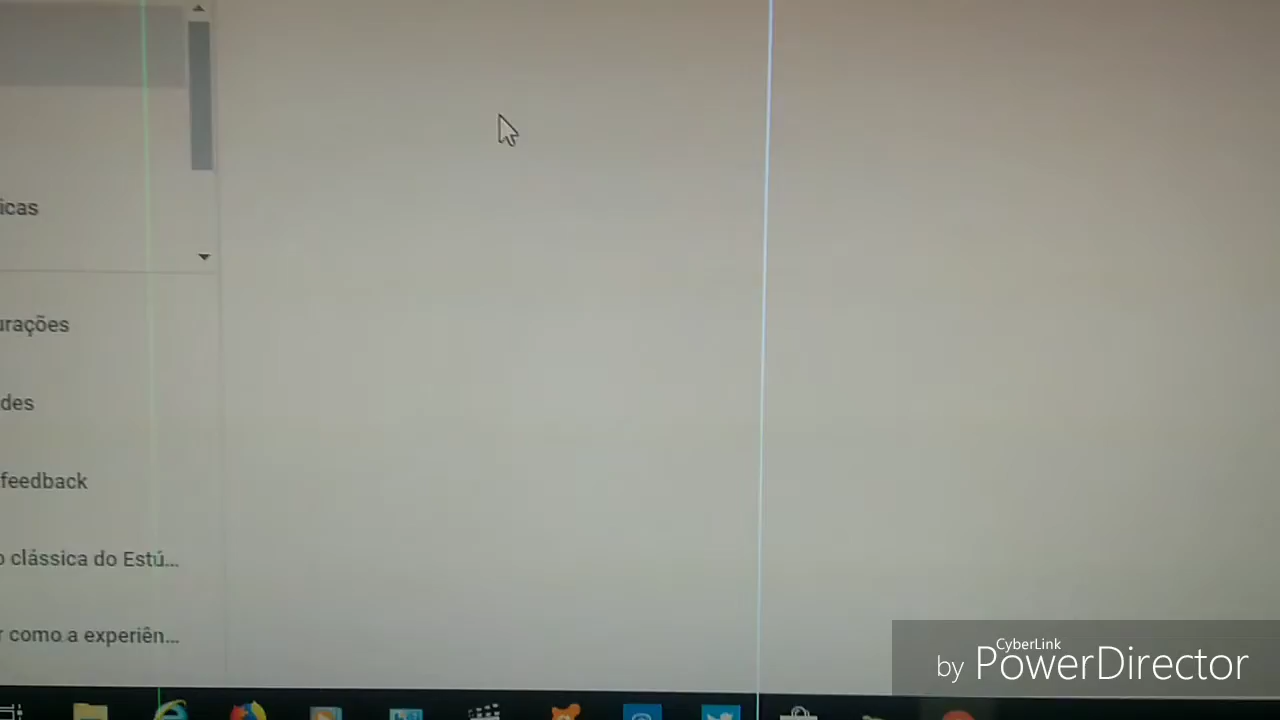 icas
urações
des
feedback
o clássica do Estú...
r como a experiên...
CyberLink
by PowerDirector